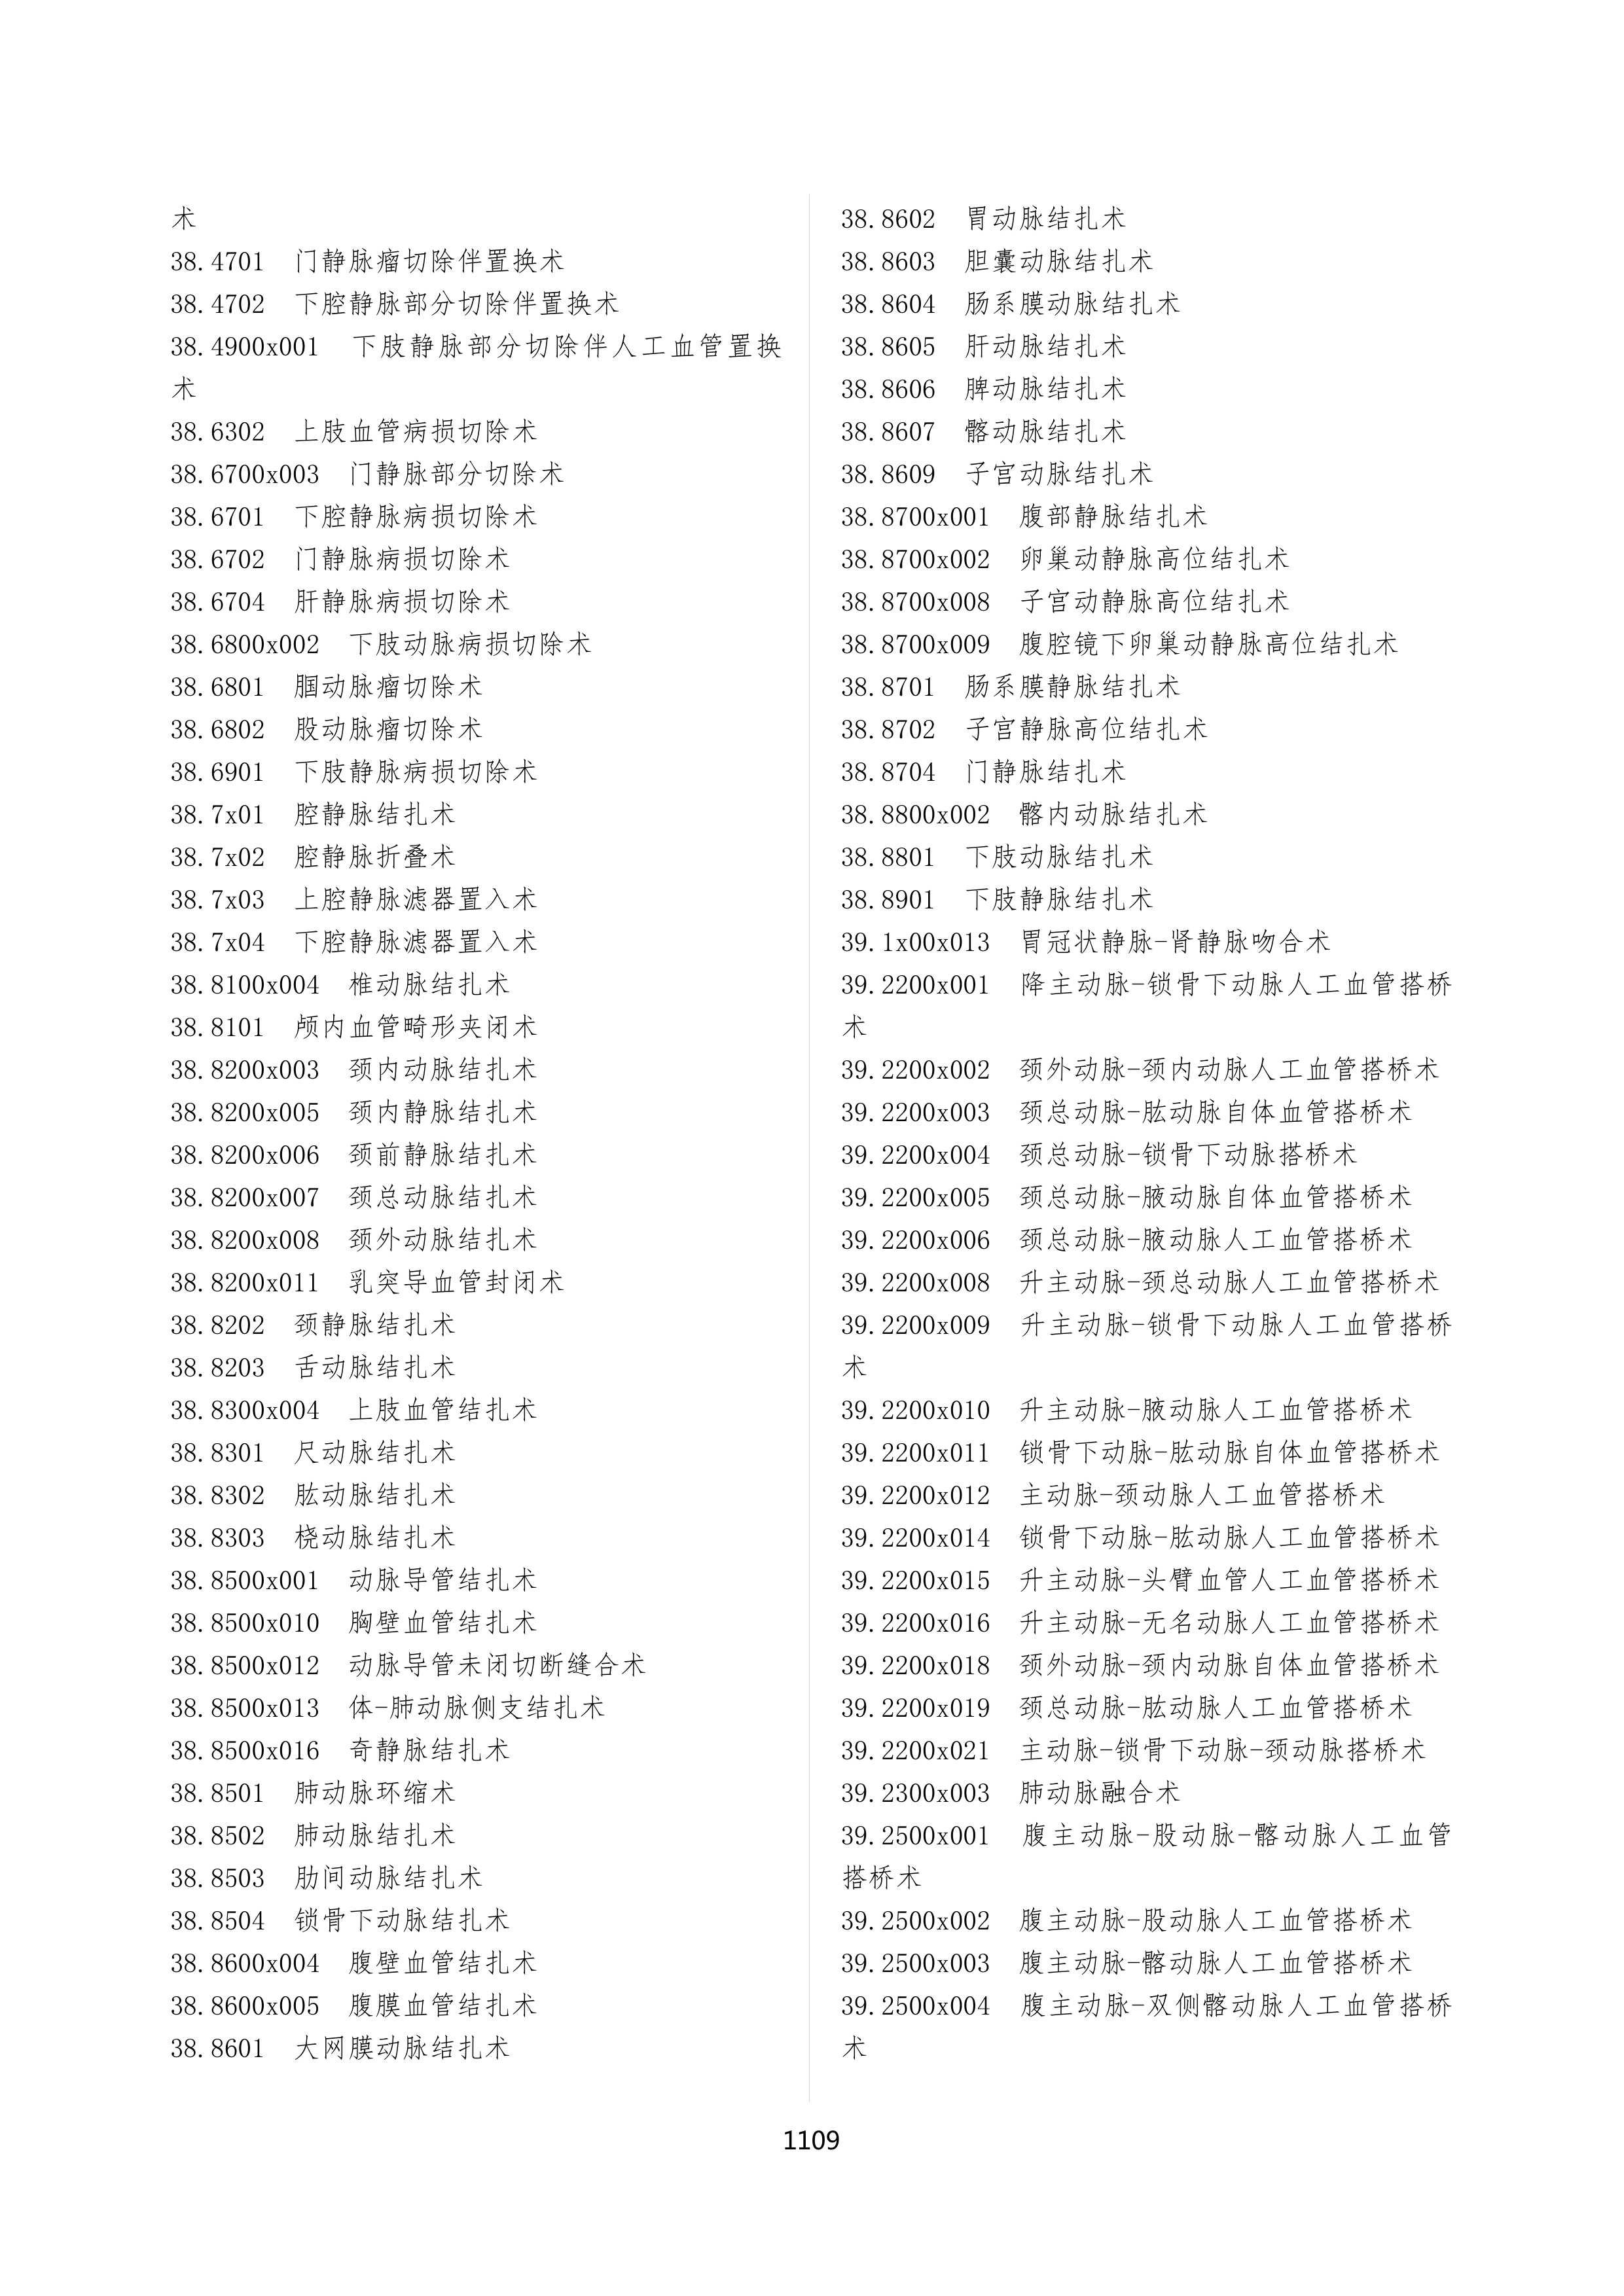 术
38.4701 门静脉瘤切除伴置换术
38.4702 下腔静脉部分切除伴置换术
38.4900x001 下肢静脉部分切除伴人工血管置换
术
38.6302 上肢血管病损切除术
38.6700x003 门静脉部分切除术
38.6701 下腔静脉病损切除术
38.6702 门静脉病损切除术
38.6704 肝静脉病损切除术
38.6800x002 下肢动脉病损切除术
38.6801 腘动脉瘤切除术
38.6802 股动脉瘤切除术
38.6901 下肢静脉病损切除术
38.7x01 腔静脉结扎术
38.7x02 腔静脉折叠术
38.7x03 上腔静脉滤器置入术
38.7x04 下腔静脉滤器置入术
38.8100x004 椎动脉结扎术
38.8101 颅内血管畸形夹闭术
38.8200x003 颈内动脉结扎术
38.8200x005 颈内静脉结扎术
38.8200x006 颈前静脉结扎术
38.8200x007 颈总动脉结扎术
38.8200x008 颈外动脉结扎术
38.8200x011 乳突导血管封闭术
38.8202 颈静脉结扎术
38.8203 舌动脉结扎术
38.8300x004 上肢血管结扎术
38.8301 尺动脉结扎术
38.8302 肱动脉结扎术
38.8303 桡动脉结扎术
38.8500x001 动脉导管结扎术
38.8500x010 胸壁血管结扎术
38.8500x012 动脉导管未闭切断缝合术
38.8500x013 体-肺动脉侧支结扎术
38.8500x016 奇静脉结扎术
38.8501 肺动脉环缩术
38.8502 肺动脉结扎术
38.8503 肋间动脉结扎术
38.8504 锁骨下动脉结扎术
38.8600x004 腹壁血管结扎术
38.8600x005 腹膜血管结扎术
38.8601 大网膜动脉结扎术
38.8602 胃动脉结扎术
38.8603 胆囊动脉结扎术
38.8604 肠系膜动脉结扎术
38.8605 肝动脉结扎术
38.8606 脾动脉结扎术
38.8607 髂动脉结扎术
38.8609 子宫动脉结扎术
38.8700x001 腹部静脉结扎术
38.8700x002 卵巢动静脉高位结扎术
38.8700x008 子宫动静脉高位结扎术
38.8700x009 腹腔镜下卵巢动静脉高位结扎术
38.8701 肠系膜静脉结扎术
38.8702 子宫静脉高位结扎术
38.8704 门静脉结扎术
38.8800x002 髂内动脉结扎术
38.8801 下肢动脉结扎术
38.8901 下肢静脉结扎术
39.1x00x013 胃冠状静脉-肾静脉吻合术
39.2200x001 降主动脉-锁骨下动脉人工血管搭桥
术
39.2200x002 颈外动脉-颈内动脉人工血管搭桥术
39.2200x003 颈总动脉-肱动脉自体血管搭桥术
39.2200x004 颈总动脉-锁骨下动脉搭桥术
39.2200x005 颈总动脉-腋动脉自体血管搭桥术
39.2200x006 颈总动脉-腋动脉人工血管搭桥术
39.2200x008 升主动脉-颈总动脉人工血管搭桥术
39.2200x009 升主动脉-锁骨下动脉人工血管搭桥
术
39.2200x010 升主动脉-腋动脉人工血管搭桥术
39.2200x011 锁骨下动脉-肱动脉自体血管搭桥术
39.2200x012 主动脉-颈动脉人工血管搭桥术
39.2200x014 锁骨下动脉-肱动脉人工血管搭桥术
39.2200x015 升主动脉-头臂血管人工血管搭桥术
39.2200x016 升主动脉-无名动脉人工血管搭桥术
39.2200x018 颈外动脉-颈内动脉自体血管搭桥术
39.2200x019 颈总动脉-肱动脉人工血管搭桥术
39.2200x021 主动脉-锁骨下动脉-颈动脉搭桥术
39.2300x003 肺动脉融合术
39.2500x001 腹主动脉-股动脉-髂动脉人工血管
搭桥术
39.2500x002 腹主动脉-股动脉人工血管搭桥术
39.2500x003 腹主动脉-髂动脉人工血管搭桥术
39.2500x004 腹主动脉-双侧髂动脉人工血管搭桥
术
1109